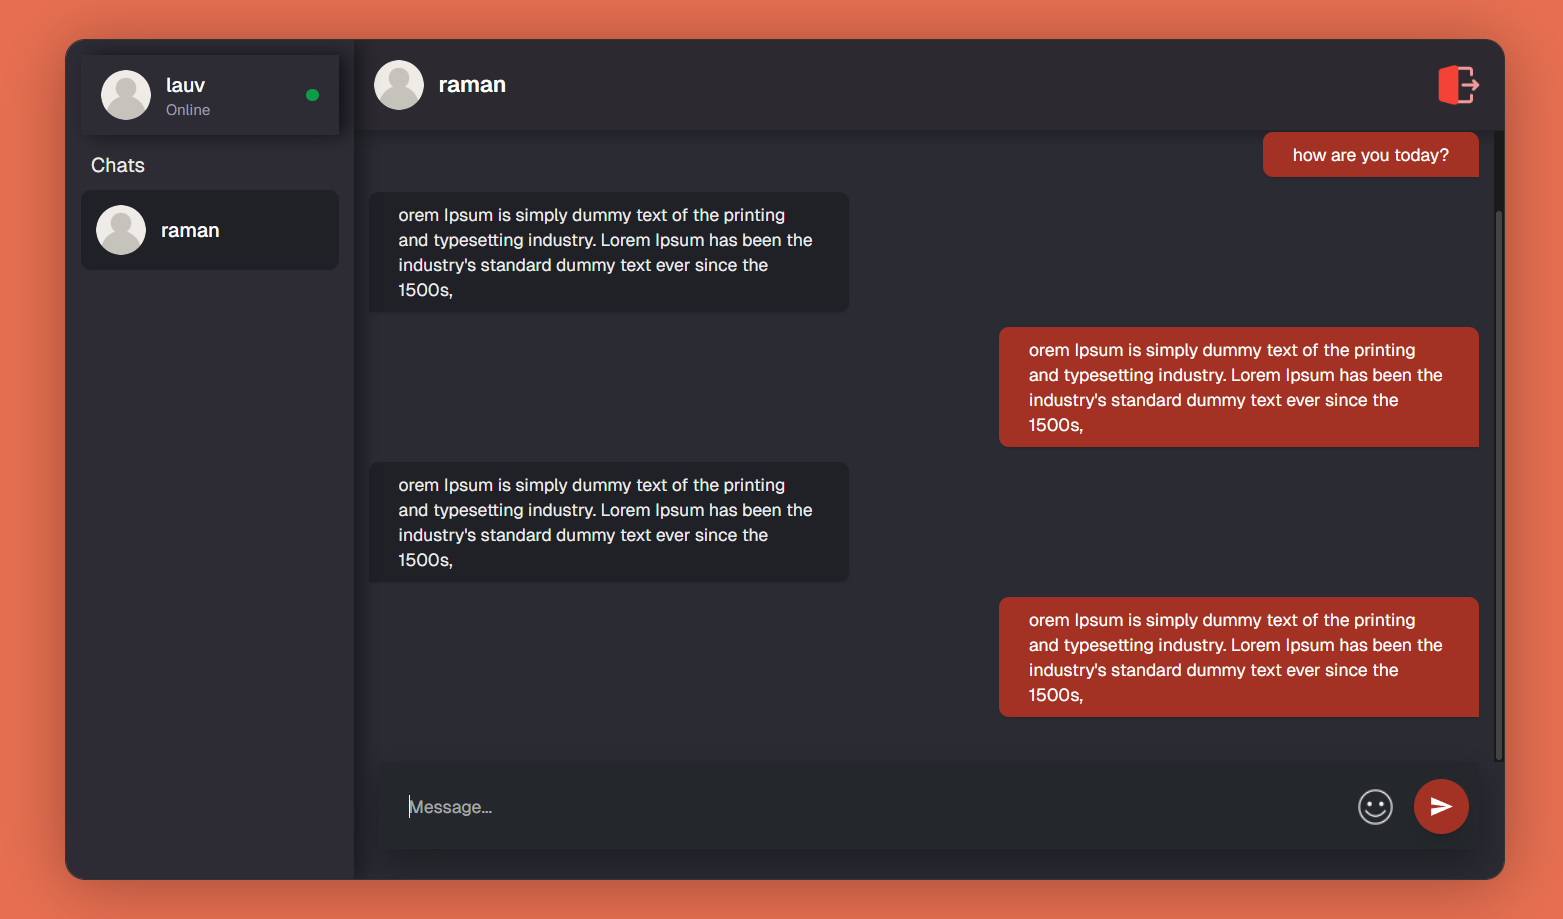 lauv
Online
Chats
raman
raman
how are you today?
orem Ipsum is simply dummy text of the printing
and typesetting industry. Lorem Ipsum has been the
industry's standard dummy text ever since the
1500s,
orem Ipsum is simply dummy text of the printing
and typesetting industry. Lorem Ipsum has been the
industry's standard dummy text ever since the
1500s,
orem Ipsum is simply dummy text of the printing
and typesetting industry. Lorem Ipsum has been the
industry's standard dummy text ever since the
1500s,
orem Ipsum is simply dummy text of the printing
and typesetting industry. Lorem Ipsum has been the
industry's standard dummy text ever since the
1500s,
Message...